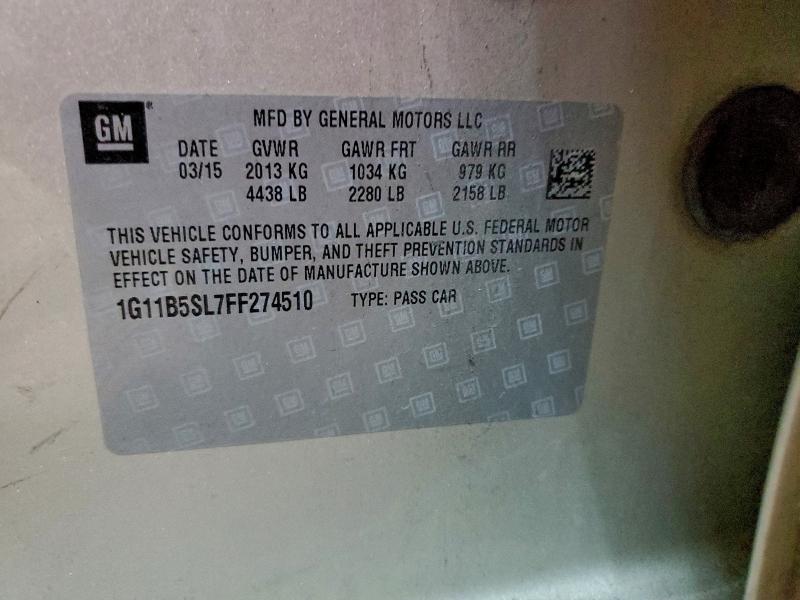 GM
MFD BY GENERAL MOTORS LLC
DATE GVWR GAWR FRT GAWR RR
03/15 2013 KG 1034 KG 979 KG
4438 LB 2280 LB 2158 LB
THIS VEHICLE CONFORMS TO ALL APPLICABLE U.S. FEDERAL MOTOR
VEHICLE SAFETY, BUMPER, AND THEFT PREVENTION STANDARDS IN
EFFECT ON THE DATE OF MANUFACTURE SHOWN ABOVE.
1G11B5SL7FF274510 TYPE: PASS CAR